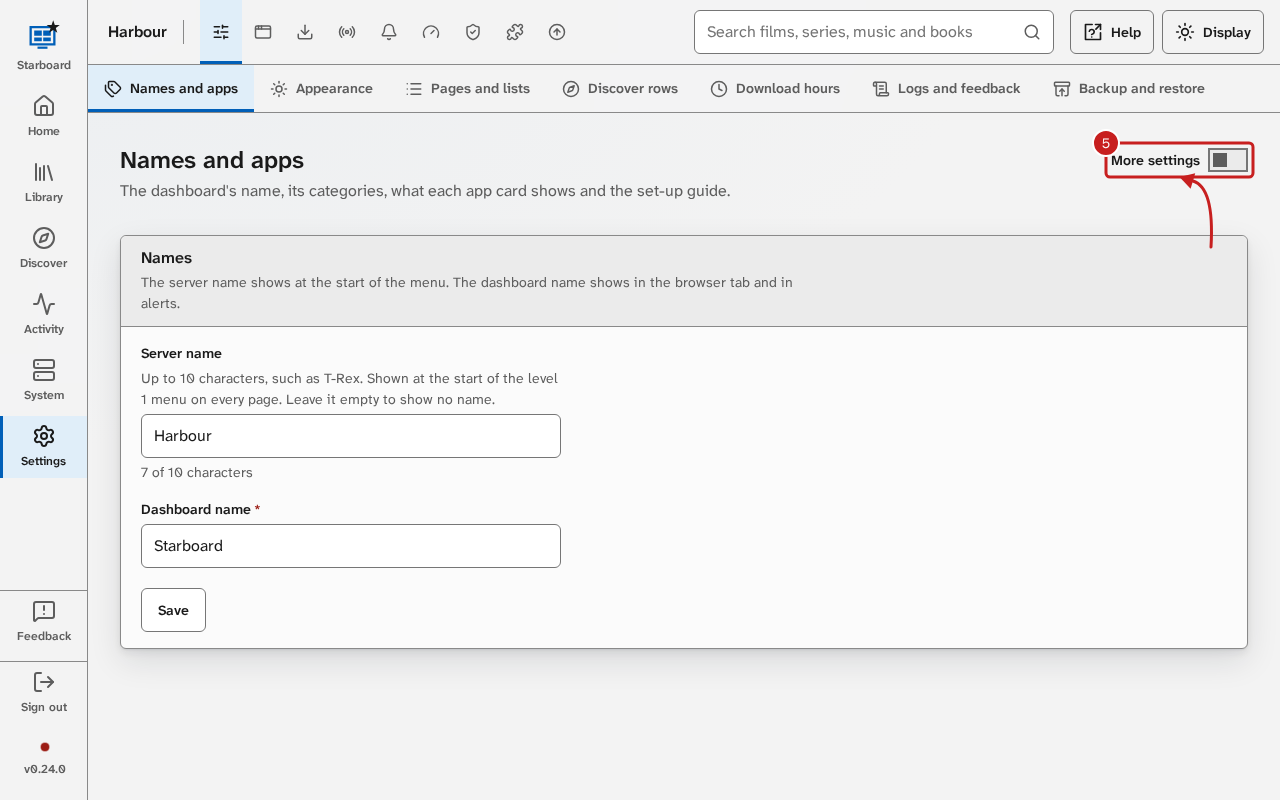 Starboard
Home
Library
Discover
Activity
System
Settings
Feedback
Sign out
v0.24.0
Harbour
Search films, series, music and books
Help
Display
Names and apps
Appearance
Pages and lists
Discover rows
Download hours
Logs and feedback
Backup and restore
Names and apps
The dashboard's name, its categories, what each app card shows and the set-up guide.
5
More settings
Names
The server name shows at the start of the menu. The dashboard name shows in the browser tab and in
alerts.
Server name
Up to 10 characters, such as T-Rex. Shown at the start of the level
1 menu on every page. Leave it empty to show no name.
Harbour
7 of 10 characters
Dashboard name *
Starboard
Save